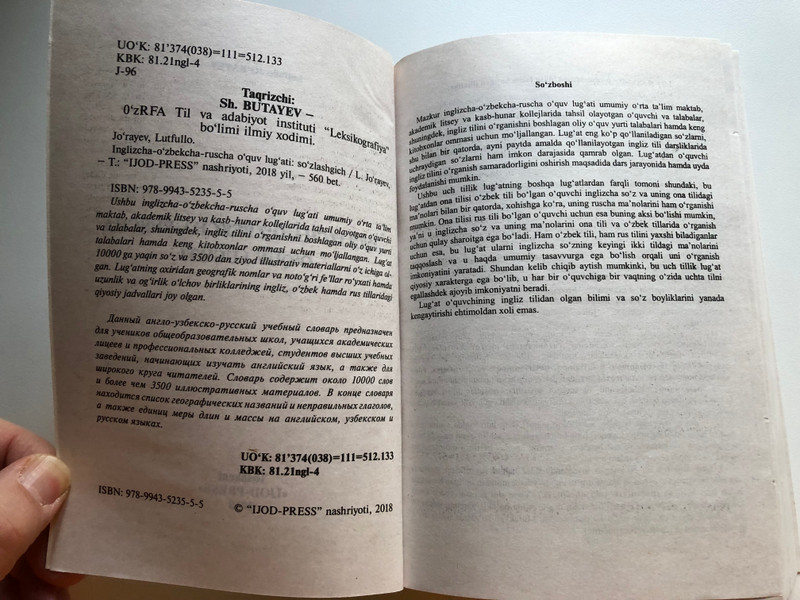 UO‘K: 81’374(038)=111=512.133
KBK: 81.21ngl-4
J-96
Taqrizchi:
Sh. BUTAYEV –
0‘zRFA Til va adabiyot instituti “Leksikografiya”
bo‘limi ilmiy xodimi.
Jo‘rayev, Lutfullo.
Inglizcha-o‘zbekcha-ruscha o‘quv lug‘ati: so‘zlashgich / L. Jo‘rayev,
– T.: “IJOD-PRESS” nashriyoti, 2018 yil, – 560 bet.
ISBN: 978-9943-5235-5-5
Ushbu inglizcha-o‘zbekcha-ruscha o‘quv lug‘ati umumiy o‘rta ta’lim
maktab, akademik litsey va kasb-hunar kollejlarida tahsil olayotgan o‘quvchi
va talabalar, shuningdek, ingliz tilini o‘rganishni boshlagan oliy o‘quv yurti
talabalari hamda keng kitobxonlar ommasi uchun mo‘ljallangan. Lug‘at
10000 ga yaqin so‘z va 3500 dan ziyod illustrativ materiallarni o‘z ichiga ol-
gan. Lug‘atning oxiridan geografik nomlar va noto‘g‘ri fe’llar ro‘yxati hamda
uzunlik va og‘irlik o‘lchov birliklarining ingliz, o‘zbek hamda rus tillaridagi
qiyosiy jadvallari joy olgan.
Данный англо-узбекско-русский учебный словарь предназначен
для учеников общеобразовательных школ, учащихся академических
лицеев и профессиональных колледжей, студентов высших учебных
заведений, начинающих изучать английский язык, а также для
широкого круга читателей. Словарь содержит около 10000 слов
и более чем 3500 иллюстративных материалов. В конце словаря
находится список географических названий и неправильных глаголов,
а также единиц меры длин и массы на английском, узбекском и
русском языках.
UO‘K: 81’374(038)=111=512.133
KBK: 81.21ngl-4
ISBN: 978-9943-5235-5-5
© “IJOD-PRESS” nashriyoti, 2018
So‘zboshi
Mazkur inglizcha-o‘zbekcha-ruscha o‘quv lug‘ati umumiy o‘rta ta’lim maktab,
akademik litsey va kasb-hunar kollejlarida tahsil olayotgan o‘quvchi va talabalar,
shuningdek, ingliz tilini o‘rganishni boshlagan oliy o‘quv yurti talabalari hamda keng
kitobxonlar ommasi uchun mo‘ljallangan. Lug‘at eng ko‘p qo‘llaniladigan so‘zlarni,
shu bilan bir qatorda, ayni paytda amalda qo‘llanilayotgan ingliz tili darsliklarida
uchraydigan so‘zlarni ham imkon darajasida qamrab olgan. Lug‘atdan o‘quvchi
ingliz tilini o‘rganish samaradorligini oshirish maqsadida dars jarayonida hamda uyda
foydalanishi mumkin.
Ushbu uch tillik lug‘atning boshqa lug‘atlardan farqli tomoni shundaki, bu
lug‘atdan ona tilisi o‘zbek tili bo‘lgan o‘quvchi inglizcha so‘z va uning ona tilidagi
ma’nolari bilan bir qatorda, xohishga ko‘ra, uning ruscha ma’nolarini ham o‘rganishi
mumkin. Ona tilisi rus tili bo‘lgan o‘quvchi uchun esa buning aksi bo‘lishi mumkin,
ya’ni u inglizcha so‘z va uning ma’nolarini ona tili va o‘zbek tillarida o‘rganish
uchun qulay sharoitga ega bo‘ladi. Ham o‘zbek tili, ham rus tilini yaxshi biladiganlar
uchun esa, bu lug‘at ularni inglizcha so‘zning keyingi ikki tildagi ma’nolarini
taqqoslash va u haqda umumiy tasavvurga ega bo‘lish orqali uni o‘rganish
imkoniyatini yaratadi. Shundan kelib chiqib aytish mumkinki, bu uch tillik lug‘at
qiyosiy xarakterga ega bo‘lib, u har bir o‘quvchiga bir vaqtning o‘zida uchta tilni
egallashdek ajoyib imkoniyatni beradi.
Lug‘at o‘quvchining ingliz tilidan olgan bilimi va so‘z boyliklarini yanada
kengaytirishi ehtimoldan xoli emas.